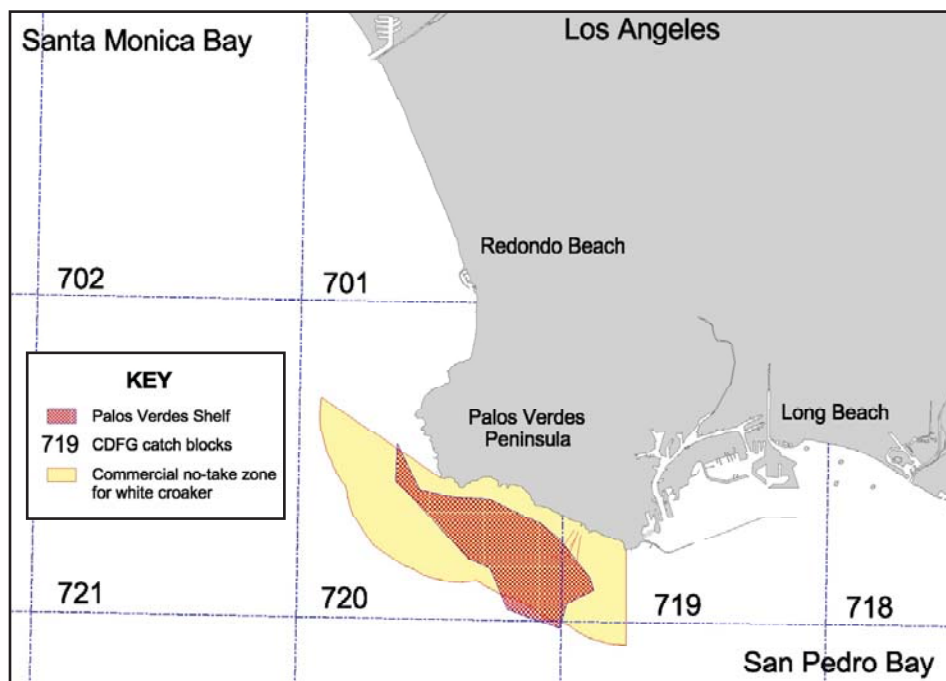 Santa Monica Bay
Los Angeles
Redondo Beach
702
701
KEY
Palos Verdes Shelf
719 CDFG catch blocks
Commercial no-take zone
for white croaker
Palos Verdes
Peninsula
Long Beach
721
720
719
718
San Pedro Bay